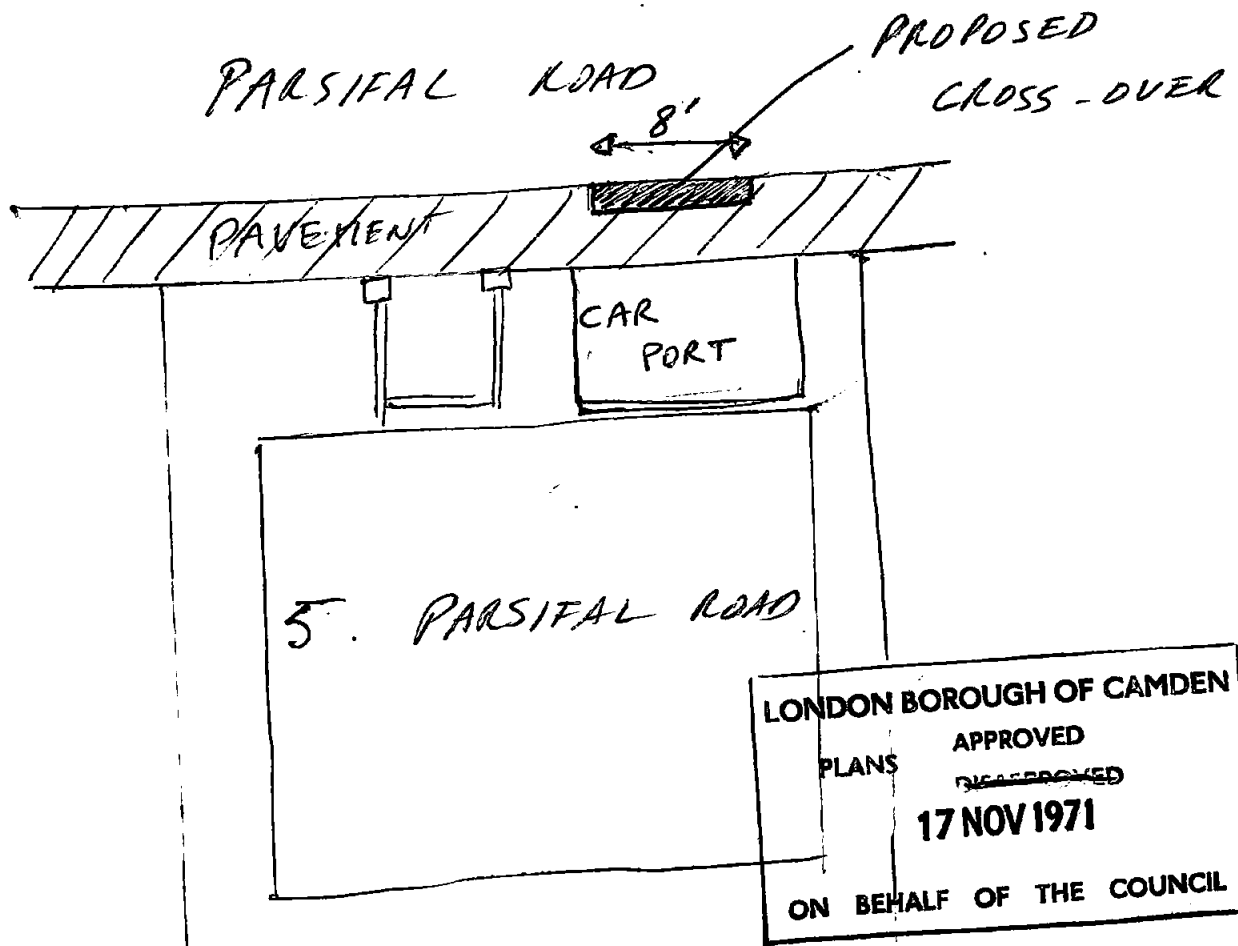 PARSIFAL ROAD
PROPOSED
CROSS-OVER
8'
PAVEMENT
CAR
PORT
5. PARSIFAL ROAD
LONDON BOROUGH OF CAMDEN
APPROVED
PLANS
DISAPPROVED
17 NOV 1971
ON BEHALF OF THE COUNCIL